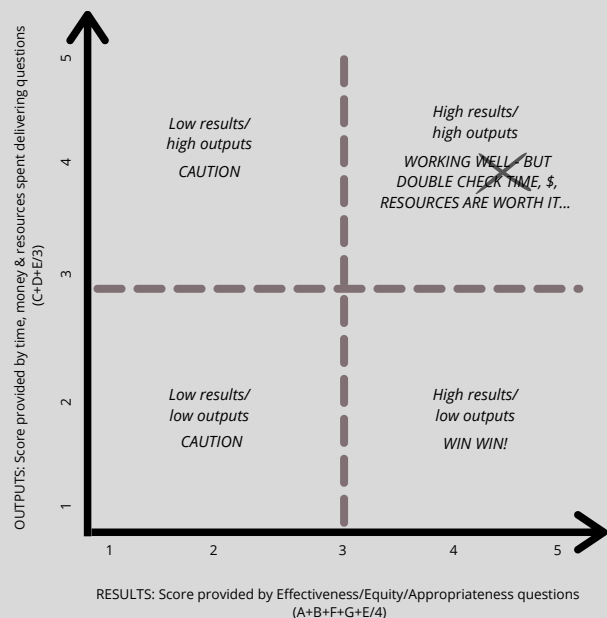 OUTPUTS: Score provided by time, money & resources spent delivering questions
(C+D+E/3)
5
4
3
2
1
Low results/
high outputs
CAUTION
High results/
high outputs
WORKING WELL - BUT
DOUBLE CHECK TIME, $,
RESOURCES ARE WORTH IT...
Low results/
low outputs
CAUTION
High results/
low outputs
WIN WIN!
1 2 3 4 5
RESULTS: Score provided by Effectiveness/Equity/Appropriateness questions
(A+B+F+G+E/4)